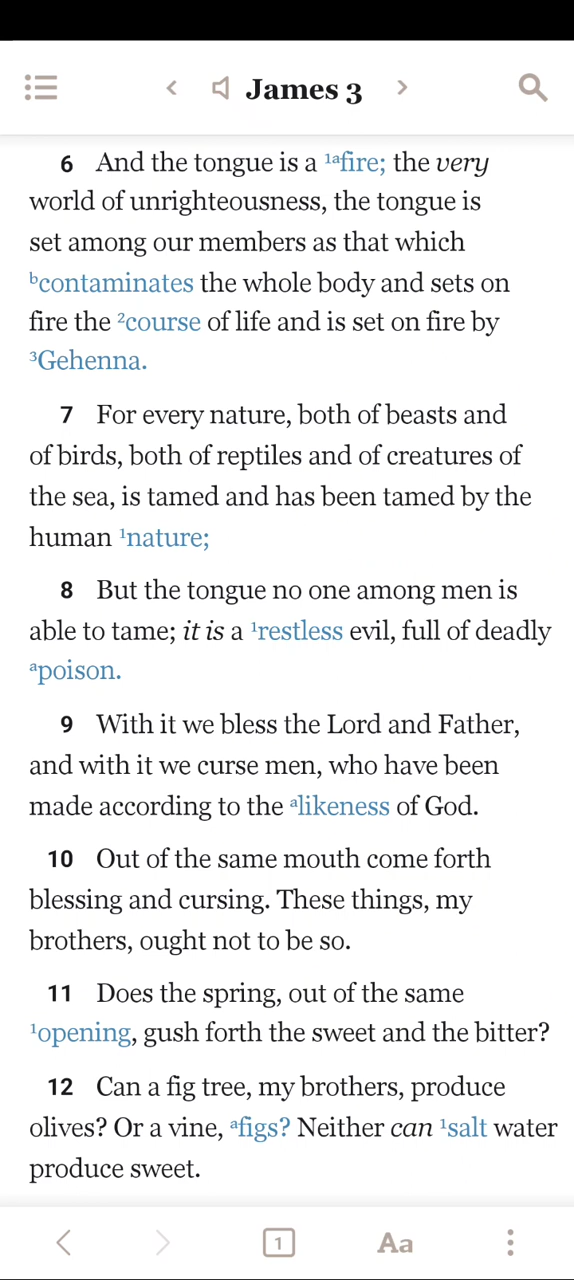 James 3
6 And the tongue is a ¹ᵃfire; the very
world of unrighteousness, the tongue is
set among our members as that which
ᵇcontaminates the whole body and sets on
fire the ²course of life and is set on fire by
³Gehenna.
7 For every nature, both of beasts and
of birds, both of reptiles and of creatures of
the sea, is tamed and has been tamed by the
human ¹nature;
8 But the tongue no one among men is
able to tame; it is a ¹restless evil, full of deadly
ᵃpoison.
9 With it we bless the Lord and Father,
and with it we curse men, who have been
made according to the ᵃlikeness of God.
10 Out of the same mouth come forth
blessing and cursing. These things, my
brothers, ought not to be so.
11 Does the spring, out of the same
¹opening, gush forth the sweet and the bitter?
12 Can a fig tree, my brothers, produce
olives? Or a vine, ᵃfigs? Neither can ¹salt water
produce sweet.
1 Aa